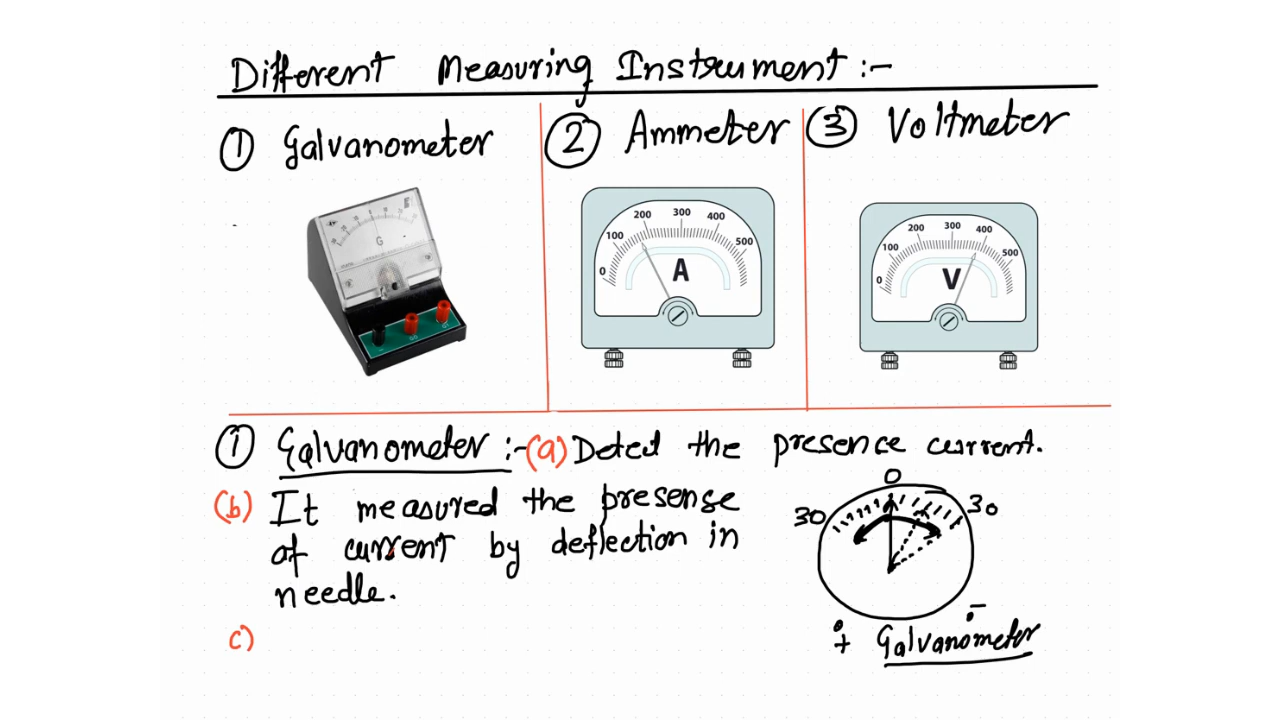 Different Measuring Instrument :-
① Galvanometer
② Ammeter
③ Voltmeter
G
0 100 200 300 400 500
A
0 100 200 300 400 500
V
① Galvanometer :- (a) Detect the presence current.
(b) It measured the presense
of current by deflection in
needle.
c)
30 0 30
+ -
Galvanometer